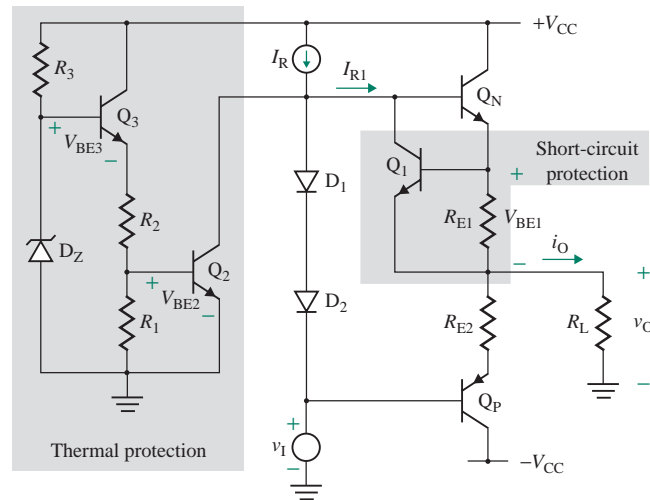 +V_CC
R_3
I_R
I_R1
Q_N
Q_3
+
V_BE3
−
Q_1
Short-circuit
protection
D_1
+
R_E1
V_BE1
R_2
D_Z
−
i_O
Q_2
+
V_BE2
−
D_2
+
R_1
R_E2
R_L
v_O
−
Q_P
+
v_I
−
Thermal protection
−V_CC